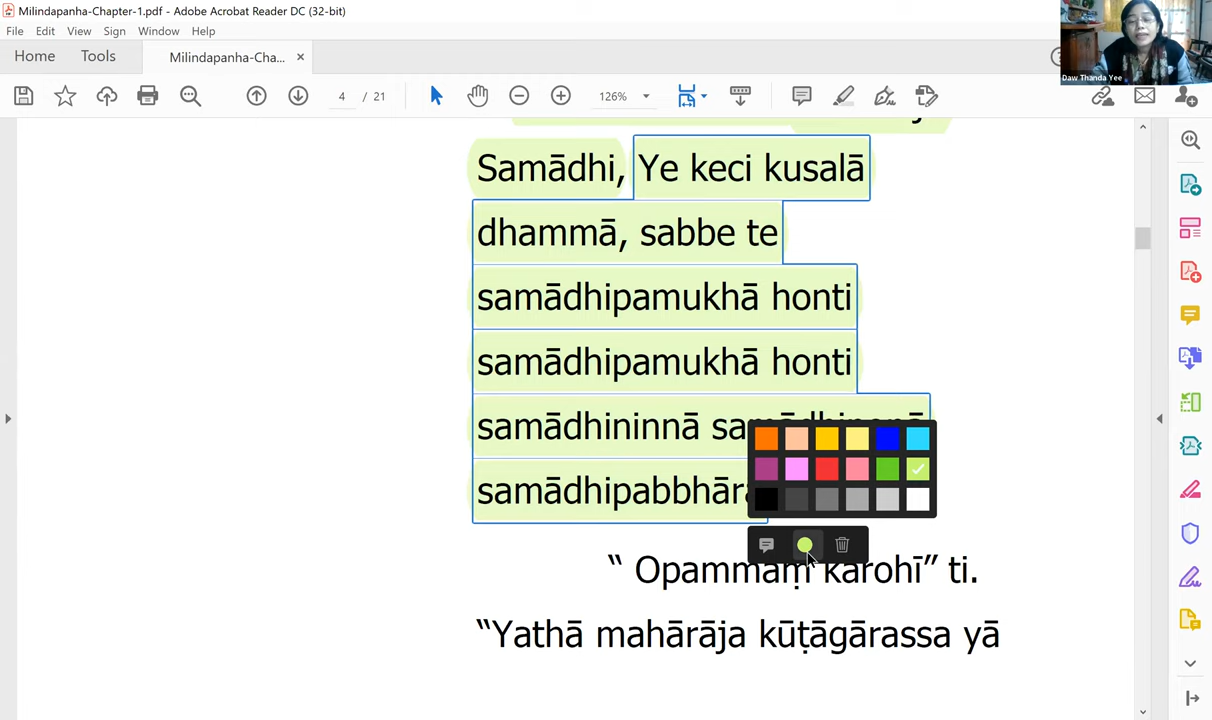 Milindapanha-Chapter-1.pdf - Adobe Acrobat Reader DC (32-bit)
File Edit View Sign Window Help
Home Tools Milindapanha-Cha... ×
4 / 21 126%
Daw Thanda Yee
Samādhi, Ye keci kusalā
dhammā, sabbe te
samādhipamukhā honti
samādhipamukhā honti
samādhininnā
samādhipabbhārā
“ Opammaṃ karohī” ti.
“Yathā mahārāja kūṭāgārassa yā